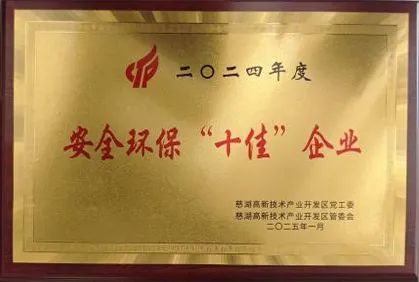 二〇二四年度
安全环保“十佳”企业
慈湖高新技术产业开发区党工委
慈湖高新技术产业开发区管委会
二〇二五年一月